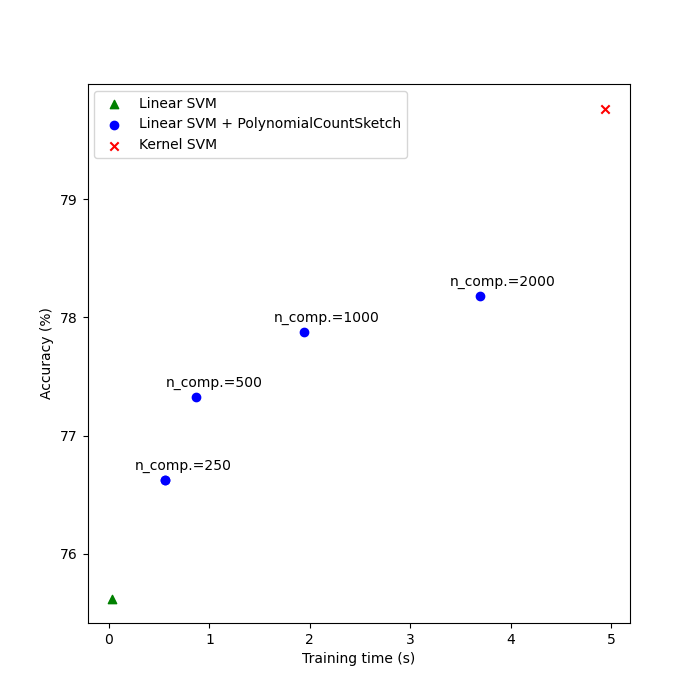 Linear SVM
Linear SVM + PolynomialCountSketch
Kernel SVM
79
n_comp.=2000
78
n_comp.=1000
n_comp.=500
77
n_comp.=250
76
Accuracy (%)
0 1 2 3 4 5
Training time (s)